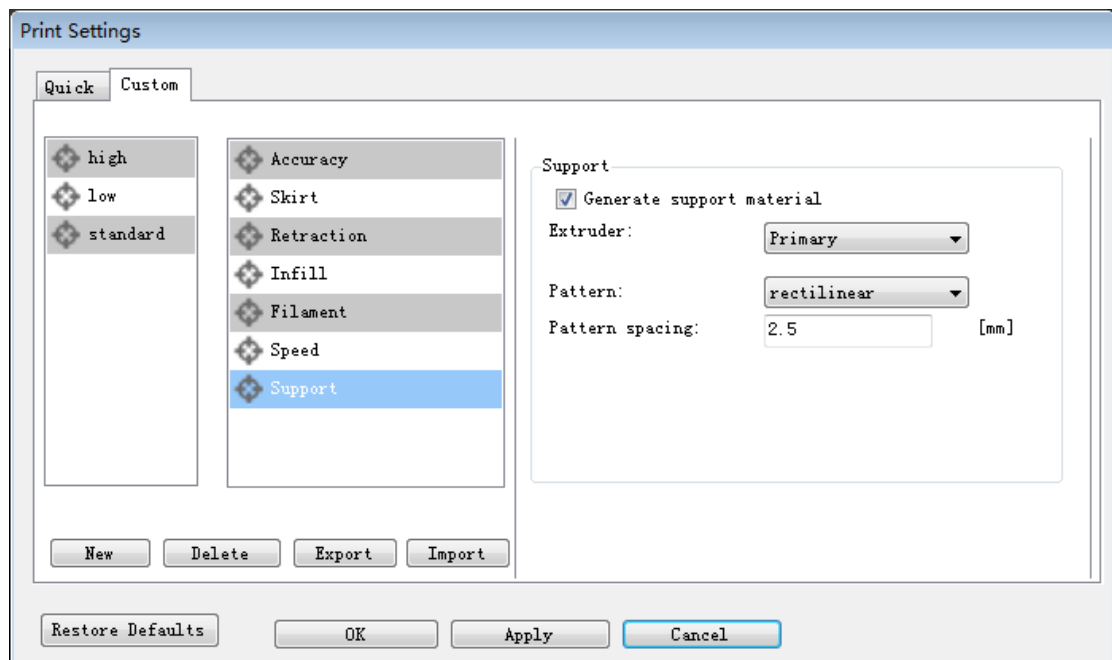 Print Settings
Quick
Custom
high
low
standard
Accuracy
Skirt
Retraction
Infill
Filament
Speed
Support
Support
Generate support material
Extruder: Primary
Pattern: rectilinear
Pattern spacing: 2.5 [mm]
New Delete Export Import
Restore Defaults OK Apply Cancel